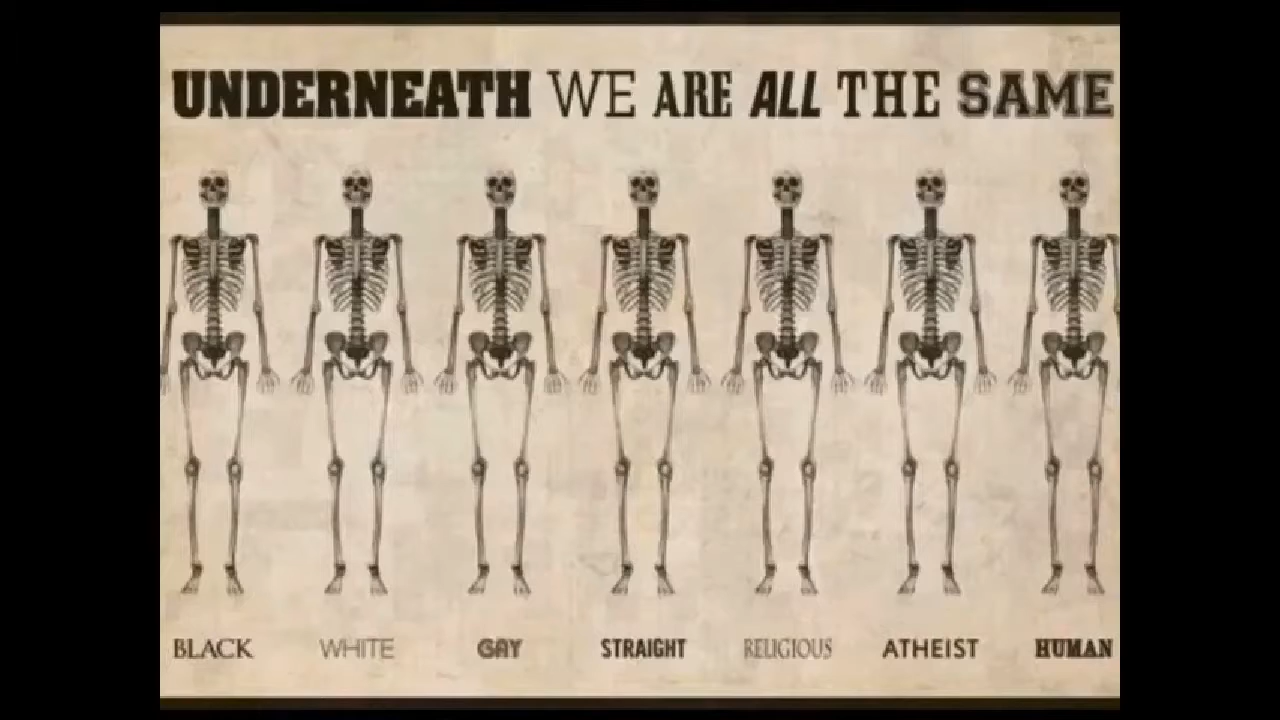 UNDERNEATH WE ARE ALL THE SAME
BLACK WHITE GAY STRAIGHT RELIGIOUS ATHEIST HUMAN